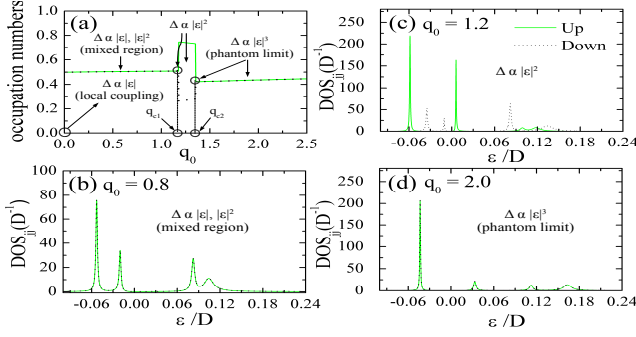 occupation numbers
1.0
0.8
0.6
0.4
0.2
0.0
(a)
Δ α |ε|, |ε|²
(mixed region)
Δ α |ε|²
Δ α |ε|³
(phantom limit)
Δ α |ε|
(local coupling)
q_c1
q_c2
0.0 0.5 1.0 1.5 2.0 2.5
q_0
(c) q_0 = 1.2
Up
Down
Δ α |ε|²
DOS_jj(D⁻¹)
250
200
150
100
50
0
-0.06 0.00 0.06 0.12 0.18 0.24
ε /D
(b) q_0 = 0.8
Δ α |ε|, |ε|²
(mixed region)
DOS_jj(D⁻¹)
100
80
60
40
20
0
-0.06 0.00 0.06 0.12 0.18 0.24
ε /D
(d) q_0 = 2.0
Δ α |ε|³
(phantom limit)
DOS_jj(D⁻¹)
250
200
150
100
50
0
-0.06 0.00 0.06 0.12 0.18 0.24
ε /D